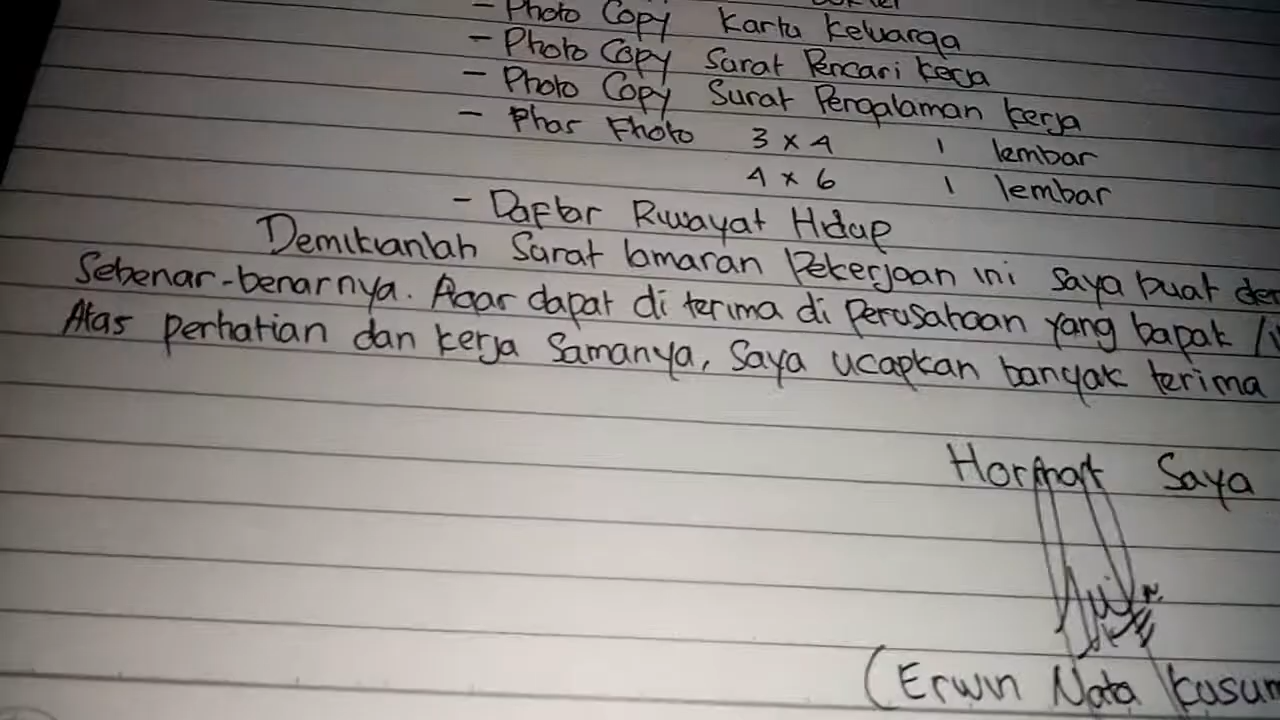 - Photo Copy Kartu Keluarga
- Photo Copy Surat Pencari Kerja
- Photo Copy Surat Pengalaman Kerja
- Phas Fhoto 3 x 4 1 lembar
4 x 6 1 lembar
- Daftar Riwayat Hidup
Demikianlah Surat lamaran Pekerjaan ini Saya buat
Sebenar-benarnya. Agar dapat di terima di Perusahaan yang bapak /
Atas perhatian dan kerja Samanya, Saya ucapkan banyak terima
Hormat Saya
(Erwin Nata Kusum